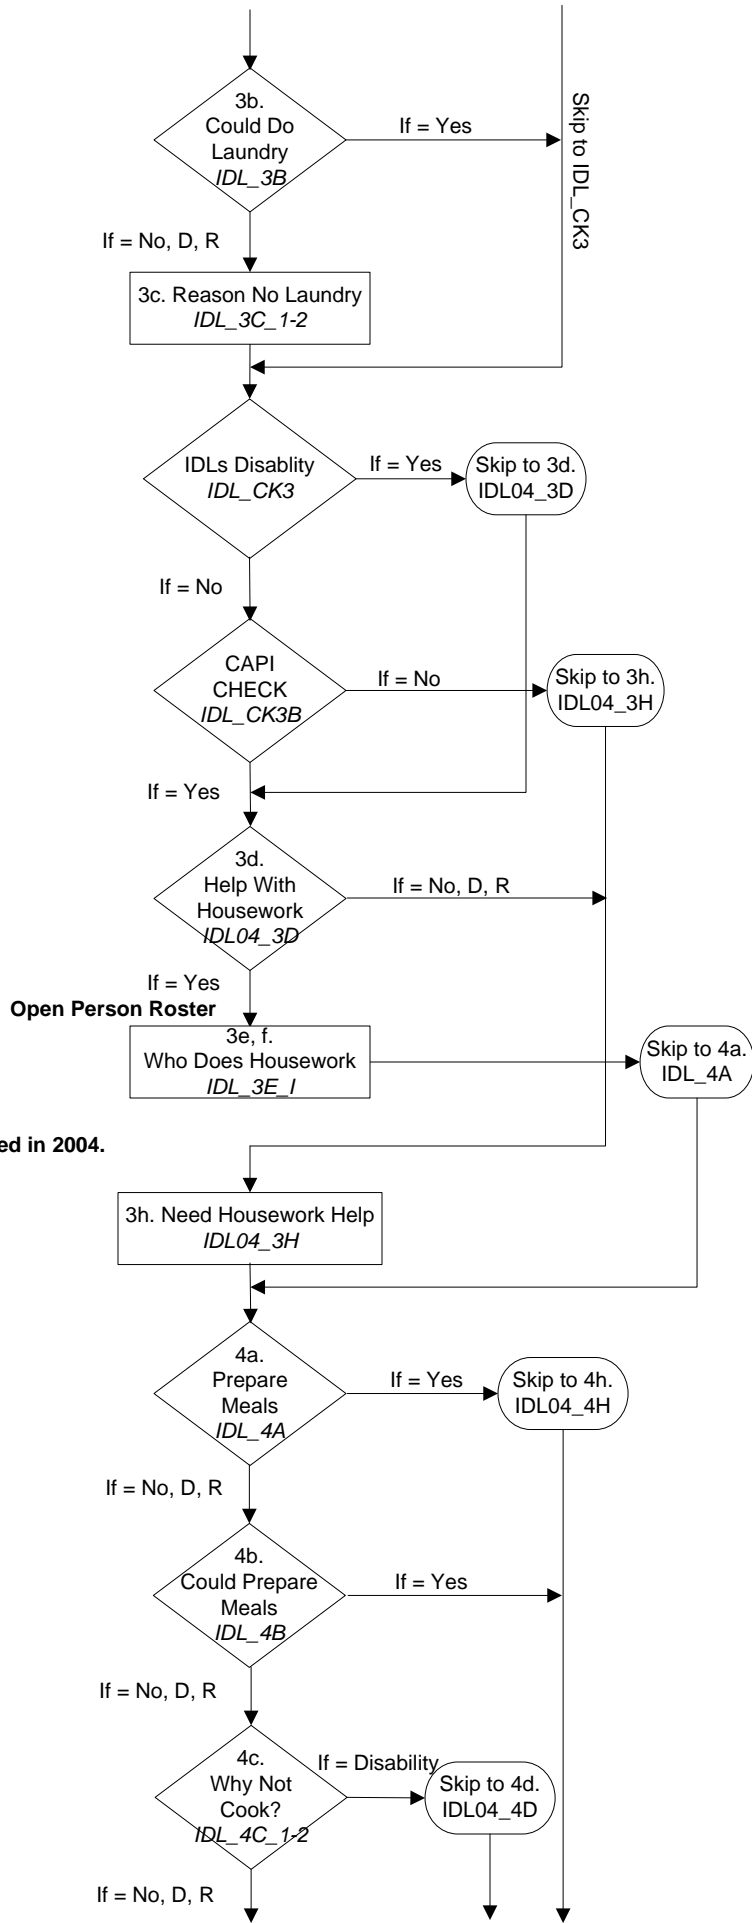 3b.
Could Do
Laundry
IDL_3B
If = Yes
Skip to IDL_CK3
If = No, D, R
3c. Reason No Laundry
IDL_3C_1-2
IDLs Disablity
IDL_CK3
If = Yes
Skip to 3d.
IDL04_3D
If = No
CAPI
CHECK
IDL_CK3B
If = No
Skip to 3h.
IDL04_3H
If = Yes
3d.
Help With
Housework
IDL04_3D
If = No, D, R
If = Yes
Open Person Roster
3e, f.
Who Does Housework
IDL_3E_I
Skip to 4a.
IDL_4A
ed in 2004.
3h. Need Housework Help
IDL04_3H
4a.
Prepare
Meals
IDL_4A
If = Yes
Skip to 4h.
IDL04_4H
If = No, D, R
4b.
Could Prepare
Meals
IDL_4B
If = Yes
If = No, D, R
4c.
Why Not
Cook?
IDL_4C_1-2
If = Disability
Skip to 4d.
IDL04_4D
If = No, D, R